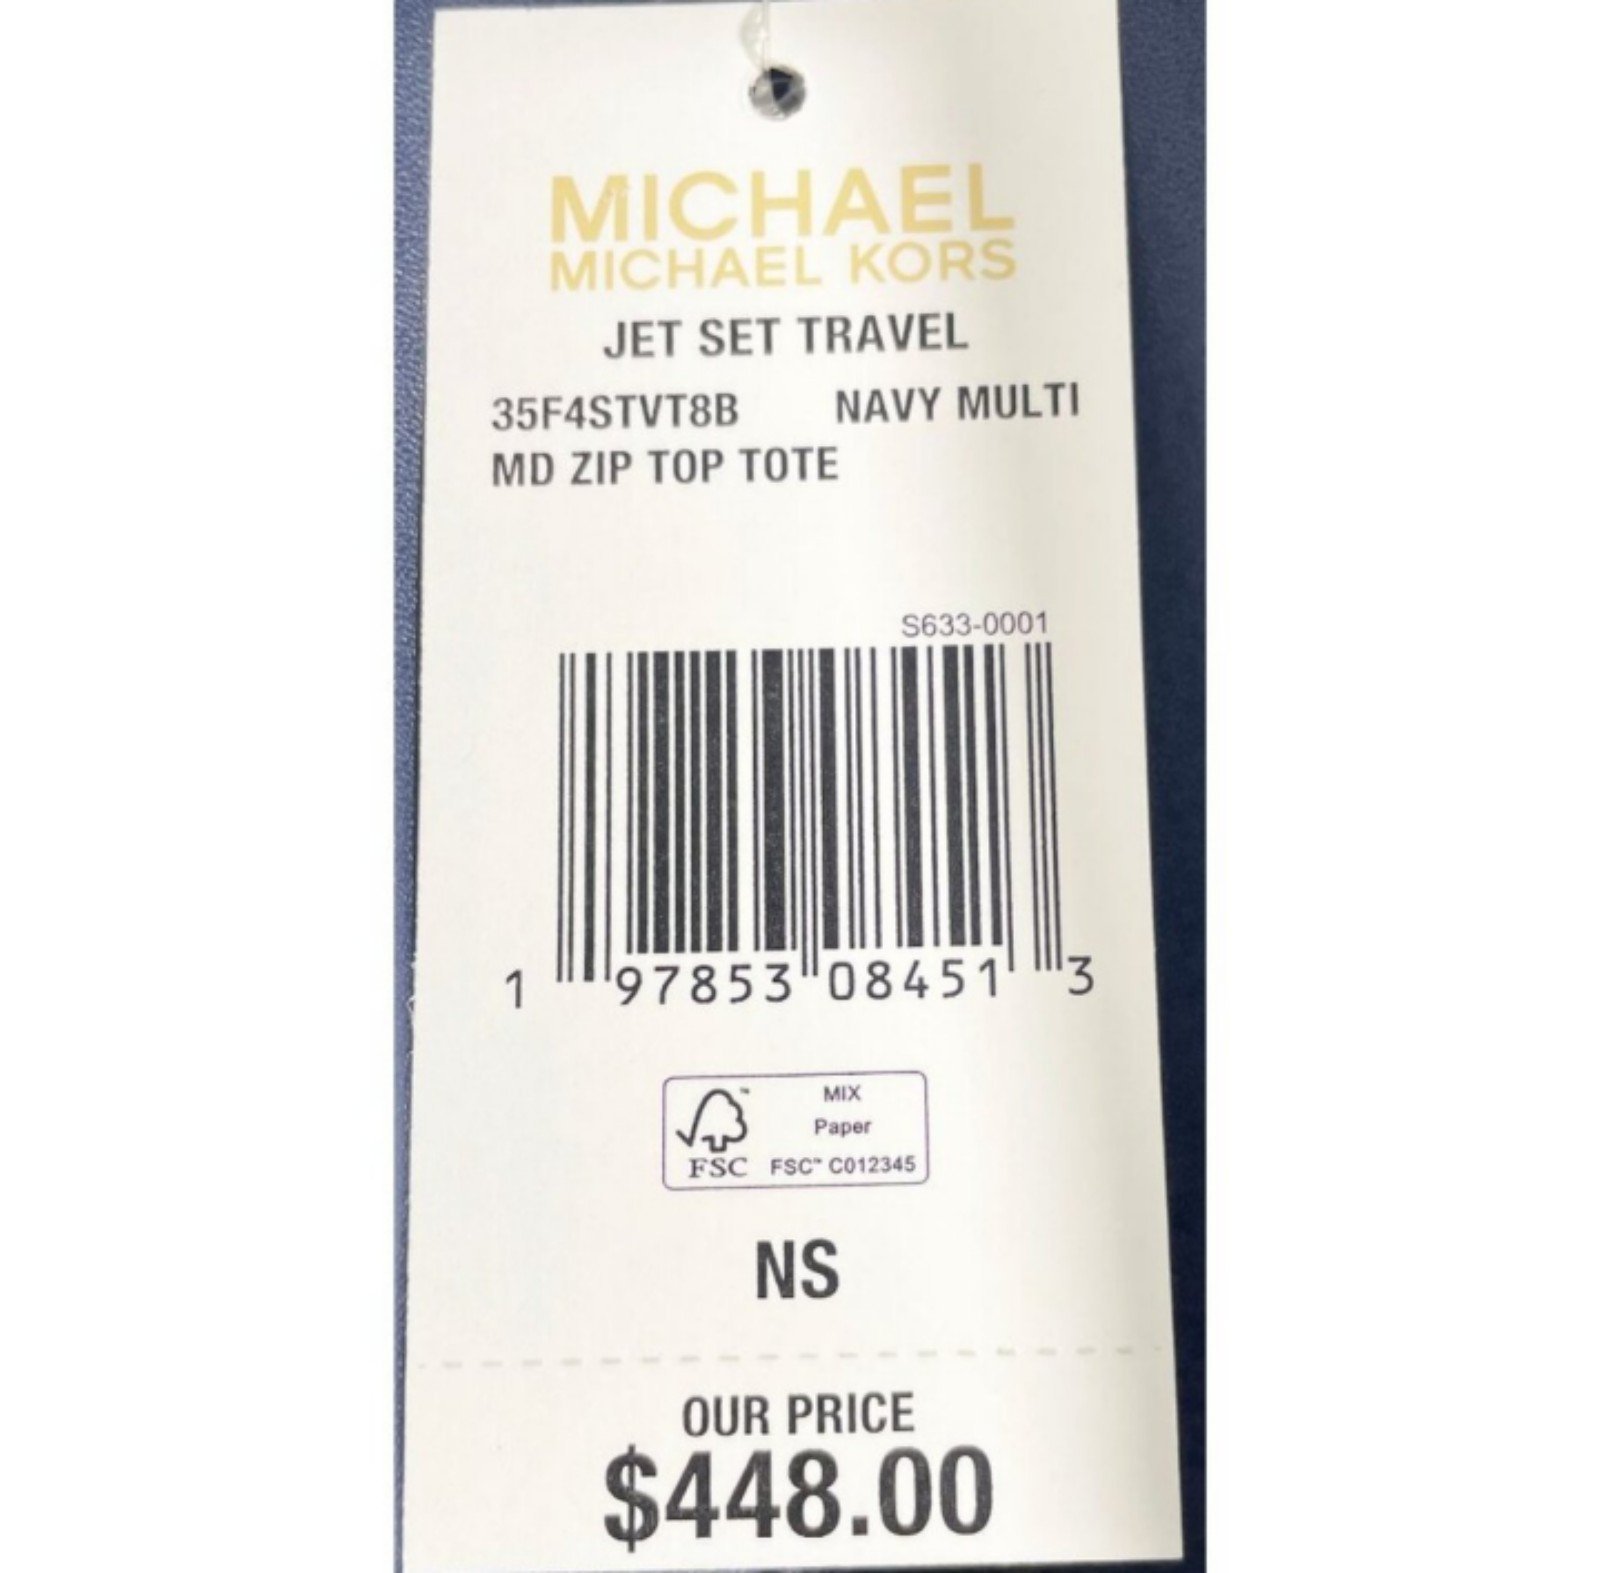 MICHAEL
MICHAEL KORS
JET SET TRAVEL
35F4STVT8B NAVY MULTI
MD ZIP TOP TOTE
S633-0001
1 97853 08451 3
FSC™
MIX
Paper
FSC™ C012345
NS
OUR PRICE
$448.00